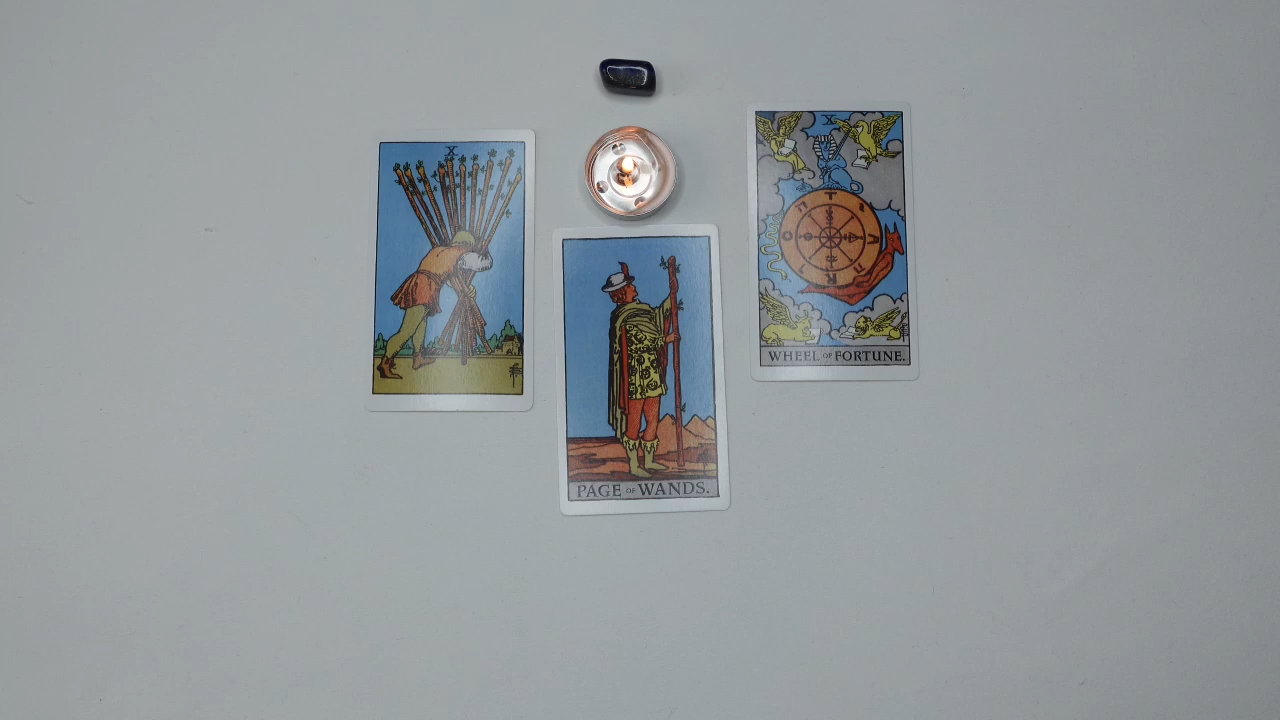 X
PAGE OF WANDS.
X
T A R O
WHEEL OF FORTUNE.